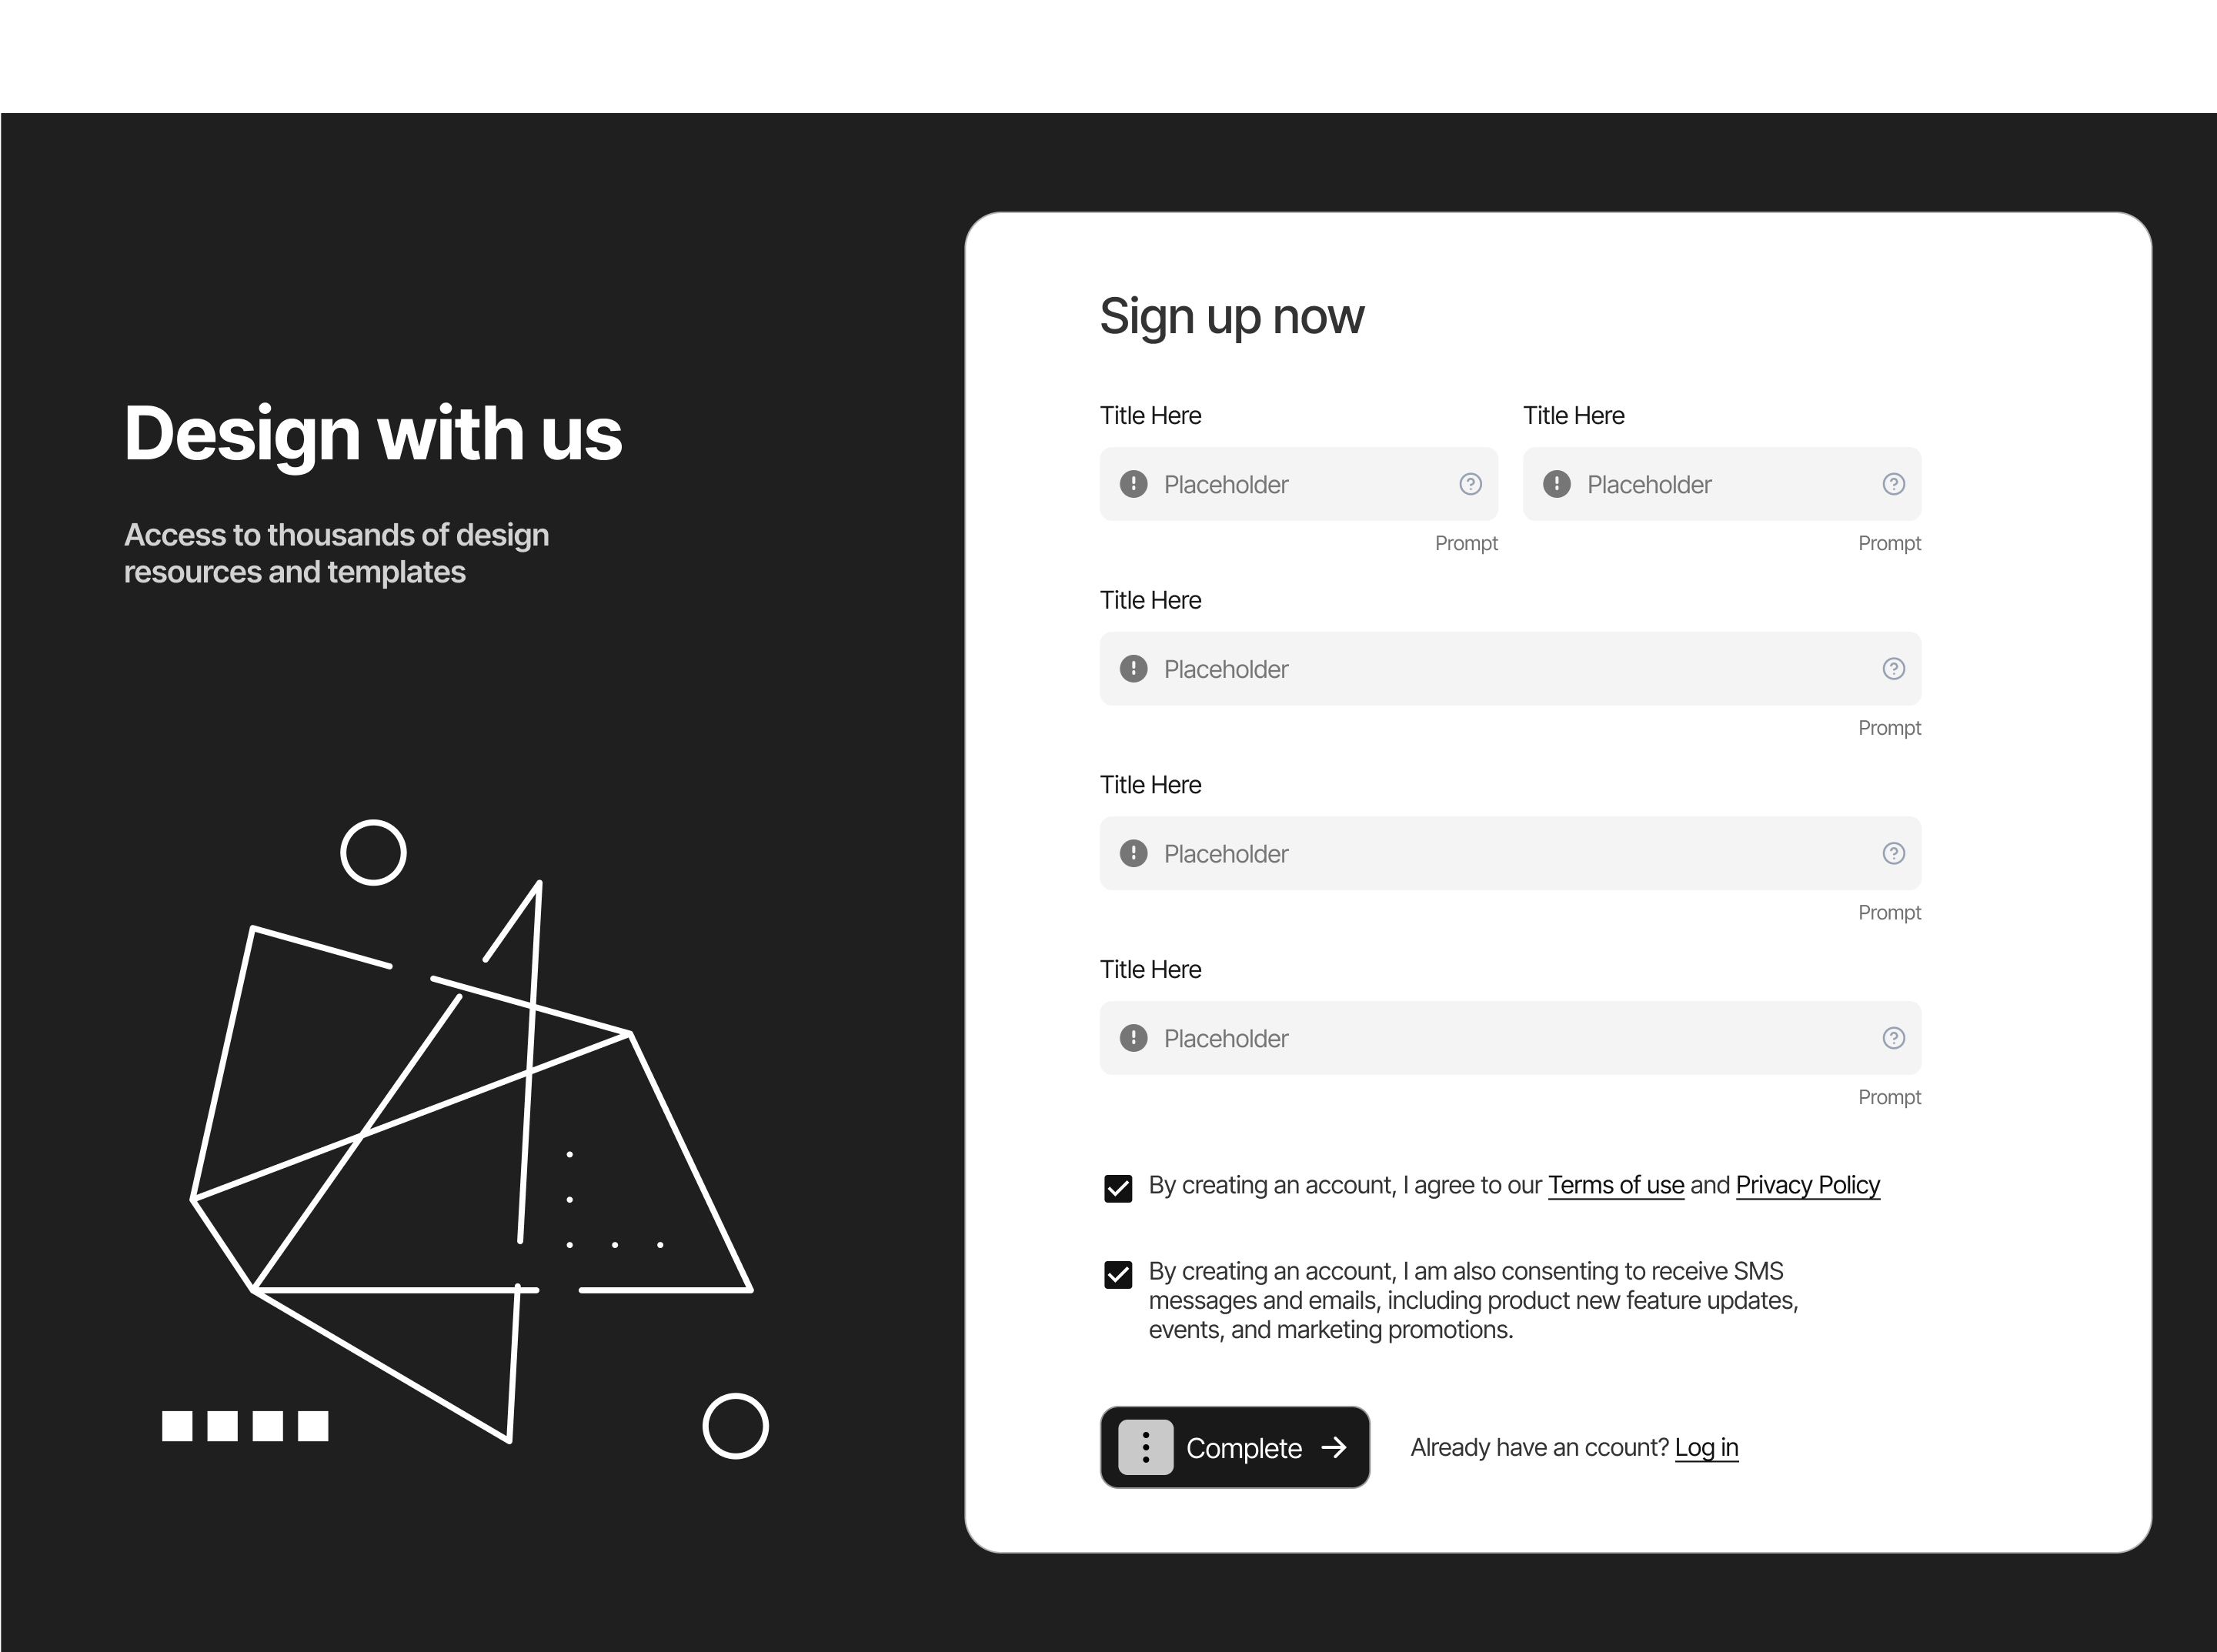 Design with us
Access to thousands of design
resources and templates
Sign up now
Title Here
Title Here
Placeholder
Placeholder
Prompt
Prompt
Title Here
Placeholder
Prompt
Title Here
Placeholder
Prompt
Title Here
Placeholder
Prompt
By creating an account, I agree to our Terms of use and Privacy Policy
By creating an account, I am also consenting to receive SMS
messages and emails, including product new feature updates,
events, and marketing promotions.
Complete
Already have an ccount? Log in